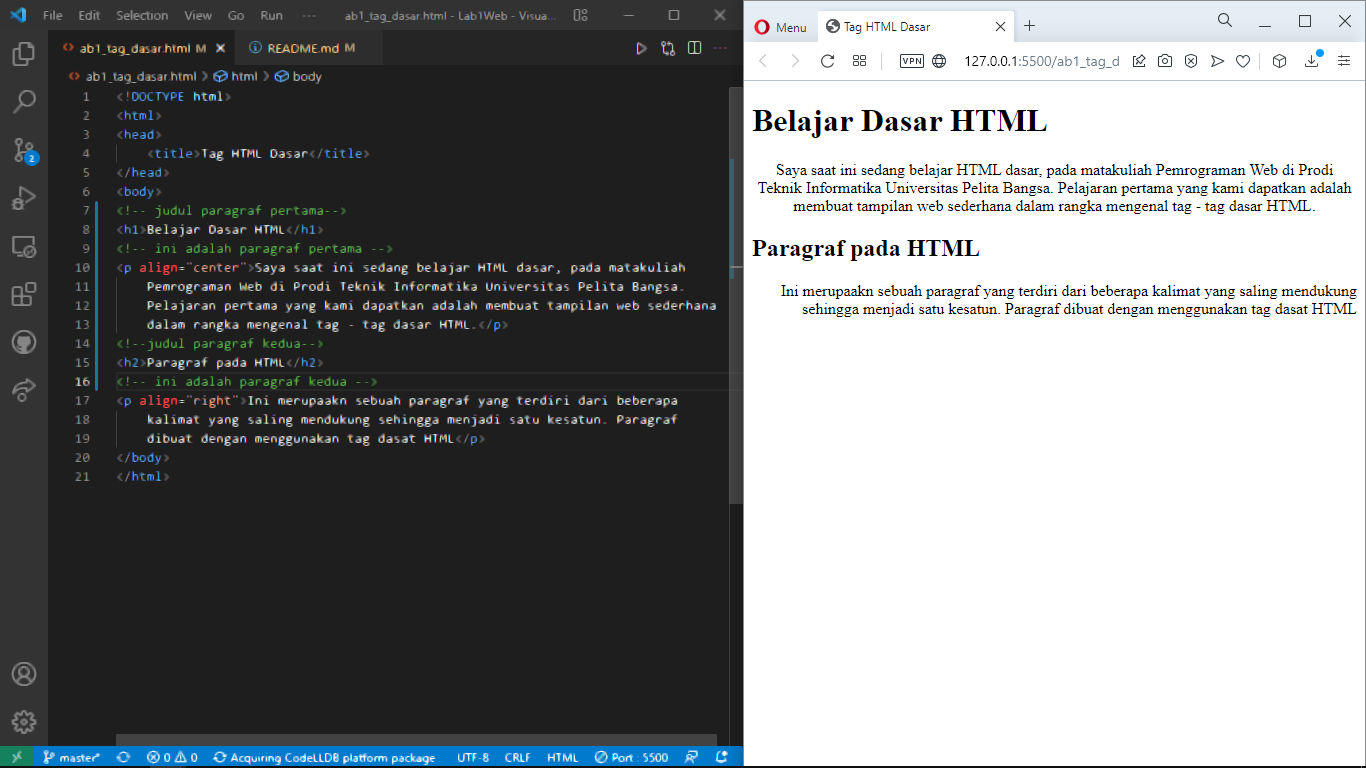 File Edit Selection View Go Run ··· ab1_tag_dasar.html - Lab1Web - Visua...
ab1_tag_dasar.html M README.md M
ab1_tag_dasar.html > html > body
1 <!DOCTYPE html>
2 <html>
3 <head>
4 <title>Tag HTML Dasar</title>
5 </head>
6 <body>
7 <!-- judul paragraf pertama-->
8 <h1>Belajar Dasar HTML</h1>
9 <!-- ini adalah paragraf pertama -->
10 <p align="center">Saya saat ini sedang belajar HTML dasar, pada matakuliah
11 Pemrograman Web di Prodi Teknik Informatika Universitas Pelita Bangsa.
12 Pelajaran pertama yang kami dapatkan adalah membuat tampilan web sederhana
13 dalam rangka mengenal tag - tag dasar HTML.</p>
14 <!--judul paragraf kedua-->
15 <h2>Paragraf pada HTML</h2>
16 <!-- ini adalah paragraf kedua -->
17 <p align="right">Ini merupaakn sebuah paragraf yang terdiri dari beberapa
18 kalimat yang saling mendukung sehingga menjadi satu kesatun. Paragraf
19 dibuat dengan menggunakan tag dasat HTML</p>
20 </body>
21 </html>
2
master* 0 0 Acquiring CodeLLDB platform package UTF-8 CRLF HTML Port : 5500
Menu Tag HTML Dasar
VPN 127.0.0.1:5500/ab1_tag_d
Belajar Dasar HTML
Saya saat ini sedang belajar HTML dasar, pada matakuliah Pemrograman Web di Prodi
Teknik Informatika Universitas Pelita Bangsa. Pelajaran pertama yang kami dapatkan adalah
membuat tampilan web sederhana dalam rangka mengenal tag - tag dasar HTML.
Paragraf pada HTML
Ini merupaakn sebuah paragraf yang terdiri dari beberapa kalimat yang saling mendukung
sehingga menjadi satu kesatun. Paragraf dibuat dengan menggunakan tag dasat HTML